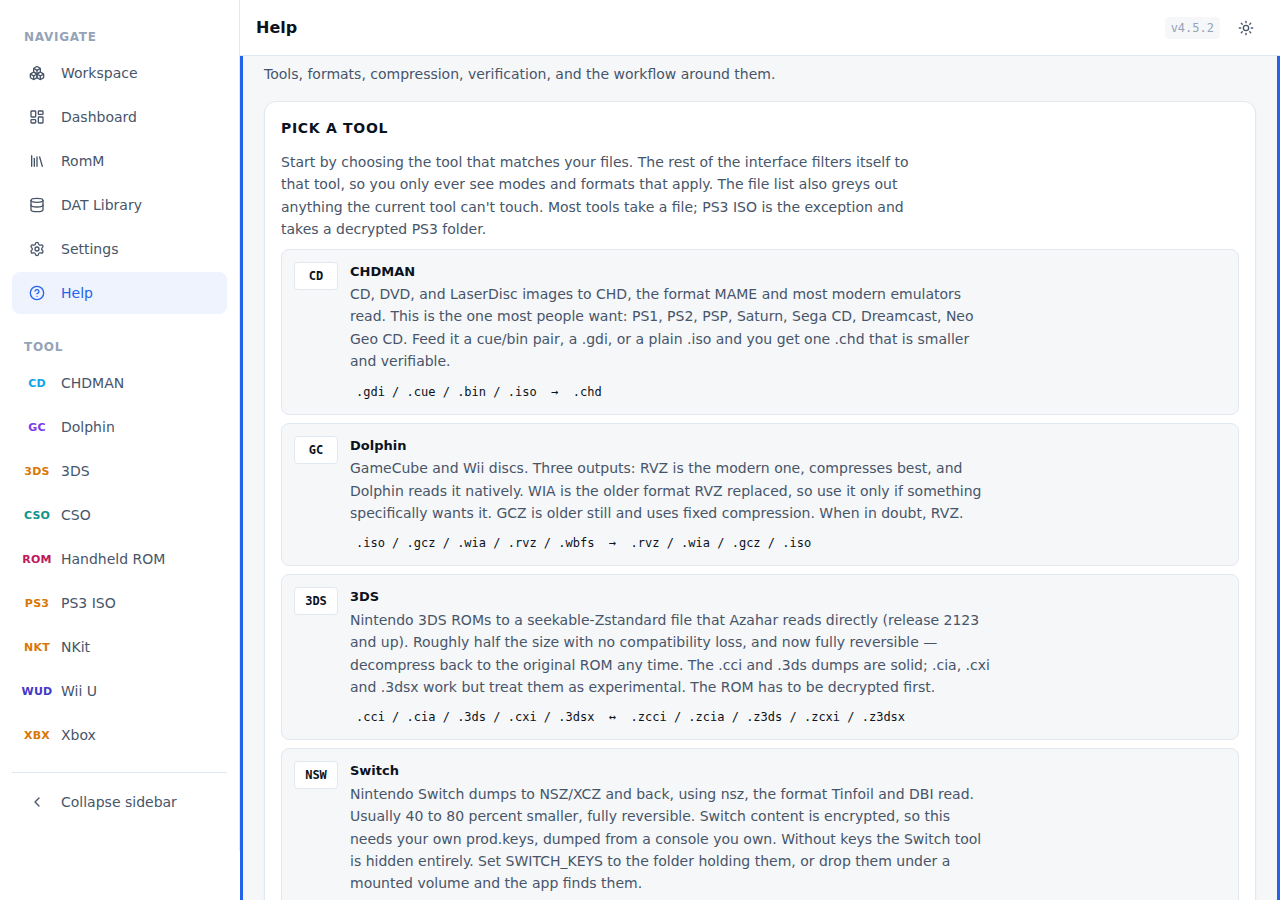 NAVIGATE
Workspace
Dashboard
RomM
DAT Library
Settings
Help
TOOL
CD CHDMAN
GC Dolphin
3DS 3DS
CSO CSO
ROM Handheld ROM
PS3 PS3 ISO
NKT NKit
WUD Wii U
XBX Xbox
Collapse sidebar
Help
v4.5.2
Tools, formats, compression, verification, and the workflow around them.
PICK A TOOL
Start by choosing the tool that matches your files. The rest of the interface filters itself to
that tool, so you only ever see modes and formats that apply. The file list also greys out
anything the current tool can't touch. Most tools take a file; PS3 ISO is the exception and
takes a decrypted PS3 folder.
CD CHDMAN
CD, DVD, and LaserDisc images to CHD, the format MAME and most modern emulators
read. This is the one most people want: PS1, PS2, PSP, Saturn, Sega CD, Dreamcast, Neo
Geo CD. Feed it a cue/bin pair, a .gdi, or a plain .iso and you get one .chd that is smaller
and verifiable.
.gdi / .cue / .bin / .iso → .chd
GC Dolphin
GameCube and Wii discs. Three outputs: RVZ is the modern one, compresses best, and
Dolphin reads it natively. WIA is the older format RVZ replaced, so use it only if something
specifically wants it. GCZ is older still and uses fixed compression. When in doubt, RVZ.
.iso / .gcz / .wia / .rvz / .wbfs → .rvz / .wia / .gcz / .iso
3DS 3DS
Nintendo 3DS ROMs to a seekable-Zstandard file that Azahar reads directly (release 2123
and up). Roughly half the size with no compatibility loss, and now fully reversible —
decompress back to the original ROM any time. The .cci and .3ds dumps are solid; .cia, .cxi
and .3dsx work but treat them as experimental. The ROM has to be decrypted first.
.cci / .cia / .3ds / .cxi / .3dsx ↔ .zcci / .zcia / .z3ds / .zcxi / .z3dsx
NSW Switch
Nintendo Switch dumps to NSZ/XCZ and back, using nsz, the format Tinfoil and DBI read.
Usually 40 to 80 percent smaller, fully reversible. Switch content is encrypted, so this
needs your own prod.keys, dumped from a console you own. Without keys the Switch tool
is hidden entirely. Set SWITCH_KEYS to the folder holding them, or drop them under a
mounted volume and the app finds them.